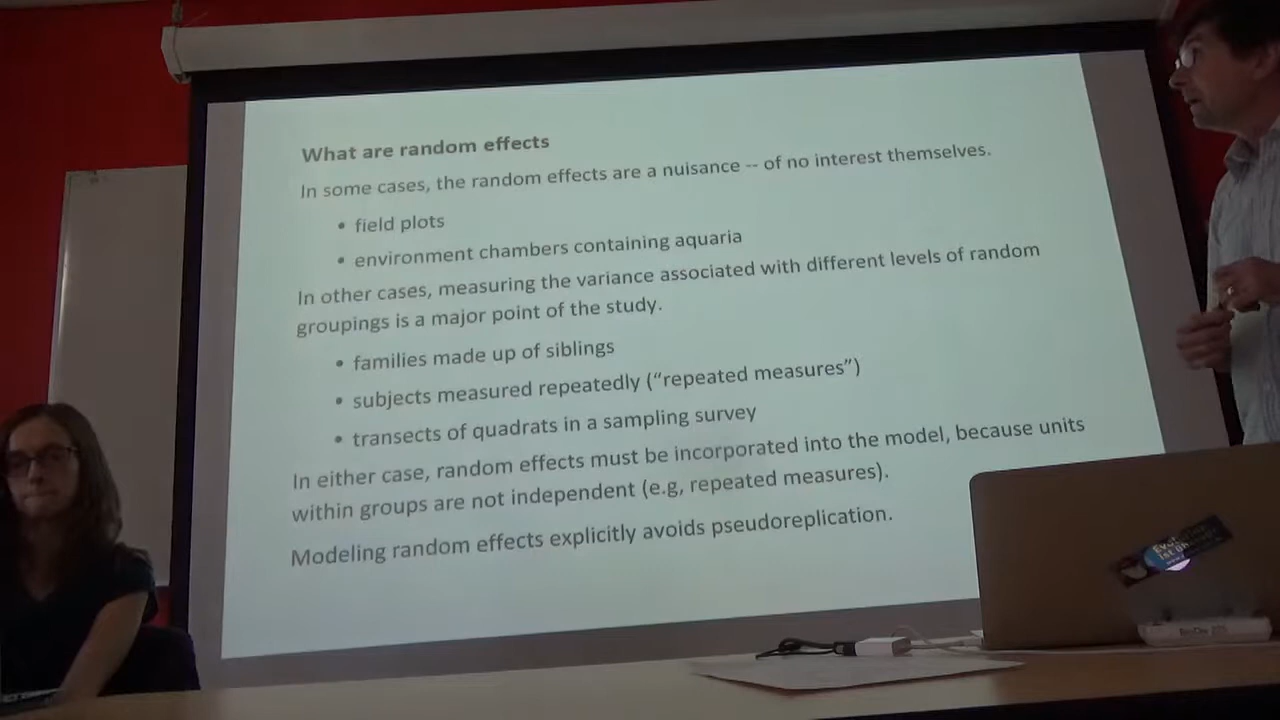 What are random effects
In some cases, the random effects are a nuisance -- of no interest themselves.
• field plots
• environment chambers containing aquaria
In other cases, measuring the variance associated with different levels of random
groupings is a major point of the study.
• families made up of siblings
• subjects measured repeatedly (“repeated measures”)
• transects of quadrats in a sampling survey
In either case, random effects must be incorporated into the model, because units
within groups are not independent (e.g, repeated measures).
Modeling random effects explicitly avoids pseudoreplication.